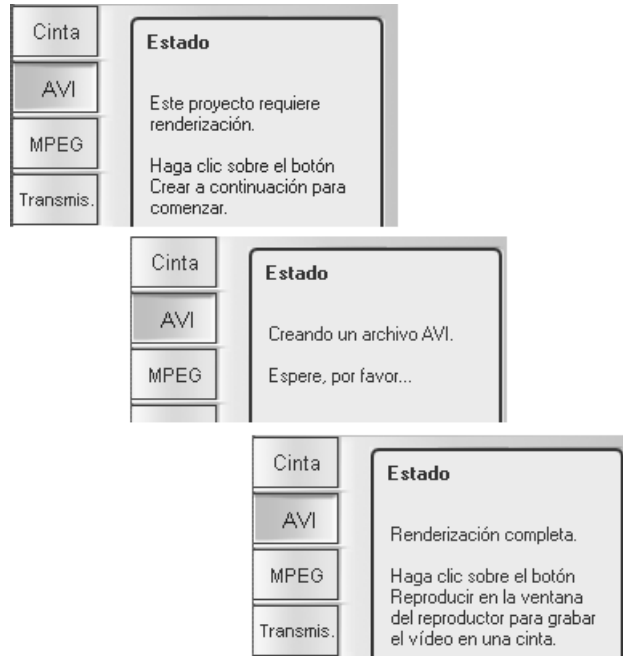 Cinta
AVI
MPEG
Transmis.
Estado
Este proyecto requiere
renderización.
Haga clic sobre el botón
Crear a continuación para
comenzar.
Cinta
AVI
MPEG
Estado
Creando un archivo AVI.
Espere, por favor...
Cinta
AVI
MPEG
Transmis.
Estado
Renderización completa.
Haga clic sobre el botón
Reproducir en la ventana
del reproductor para grabar
el vídeo en una cinta.